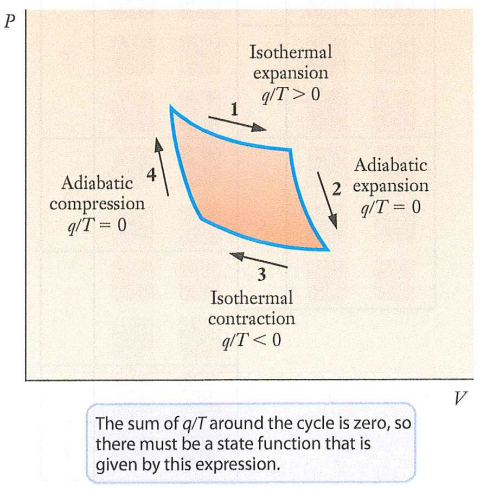 P
Isothermal
expansion
q/T > 0
1
Adiabatic
compression
q/T = 0
4
2
Adiabatic
expansion
q/T = 0
3
Isothermal
contraction
q/T < 0
V
The sum of q/T around the cycle is zero, so
there must be a state function that is
given by this expression.